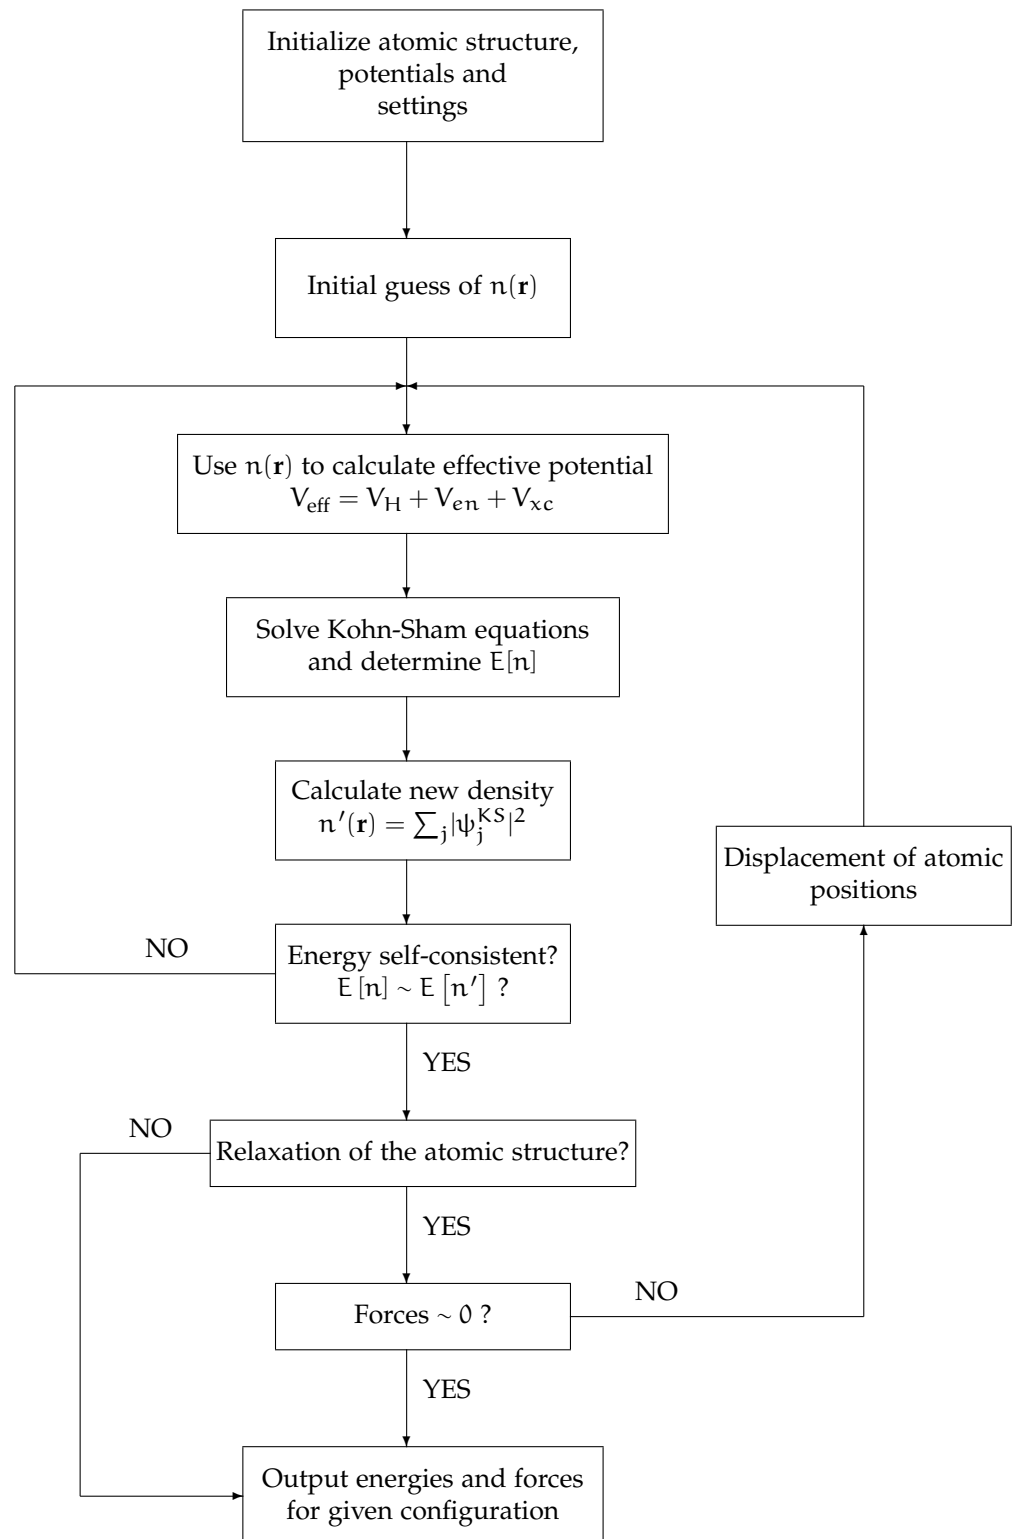 Initialize atomic structure,
potentials and
settings
Initial guess of n(r)
Use n(r) to calculate effective potential
V_eff = V_H + V_en + V_xc
Solve Kohn-Sham equations
and determine E[n]
Calculate new density
n′(r) = ∑_j|ψ_j^KS|²
Displacement of atomic
positions
NO
Energy self-consistent?
E [n] ∼ E [n′] ?
YES
NO
Relaxation of the atomic structure?
YES
Forces ∼ 0 ?
NO
YES
Output energies and forces
for given configuration